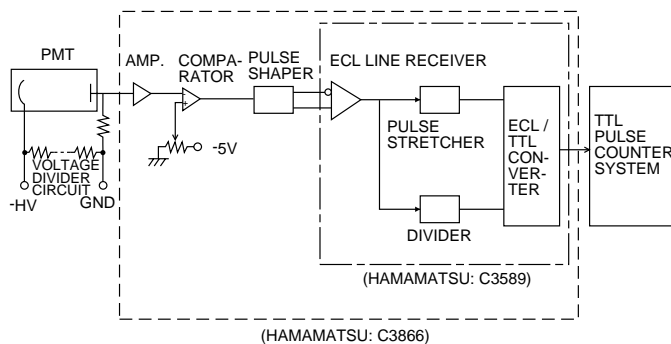 PMT
AMP.
COMPA-
RATOR
PULSE
SHAPER
ECL LINE RECEIVER
-
+
-5V
VOLTAGE
DIVIDER
CIRCUIT
-HV
GND
PULSE
STRETCHER
DIVIDER
ECL /
TTL
CON-
VER-
TER
TTL
PULSE
COUNTER
SYSTEM
(HAMAMATSU: C3589)
(HAMAMATSU: C3866)